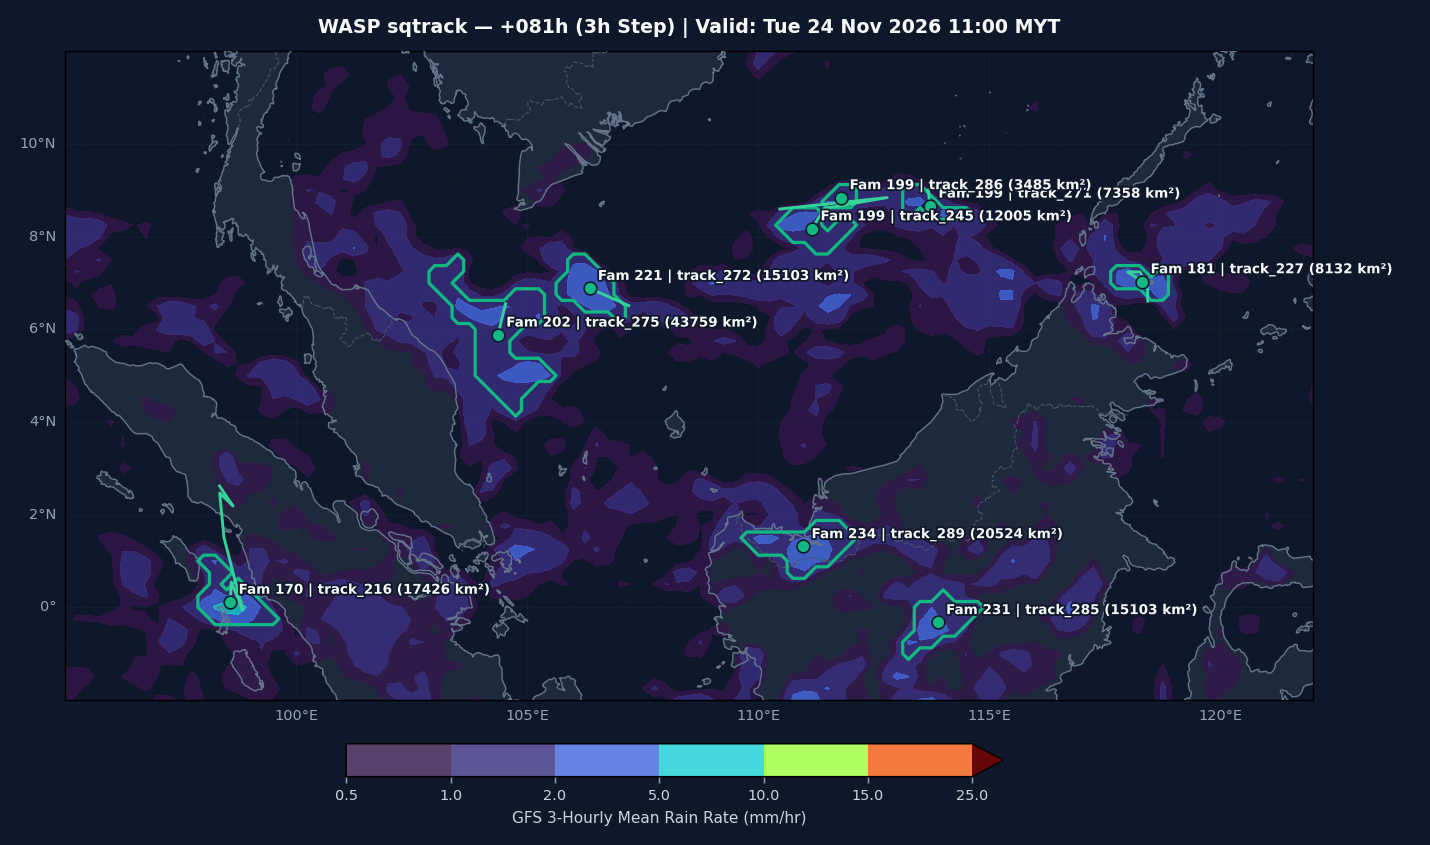 WASP sqtrack — +081h (3h Step) | Valid: Tue 24 Nov 2026 11:00 MYT
10°N
8°N
6°N
4°N
2°N
0°
Fam 199 | track_286 (3485 km²)
Fam 199 | track_271 (7358 km²)
Fam 199 | track_245 (12005 km²)
Fam 181 | track_227 (8132 km²)
Fam 221 | track_272 (15103 km²)
Fam 202 | track_275 (43759 km²)
Fam 234 | track_289 (20524 km²)
Fam 170 | track_216 (17426 km²)
Fam 231 | track_285 (15103 km²)
100°E 105°E 110°E 115°E 120°E
0.5 1.0 2.0 5.0 10.0 15.0 25.0
GFS 3-Hourly Mean Rain Rate (mm/hr)